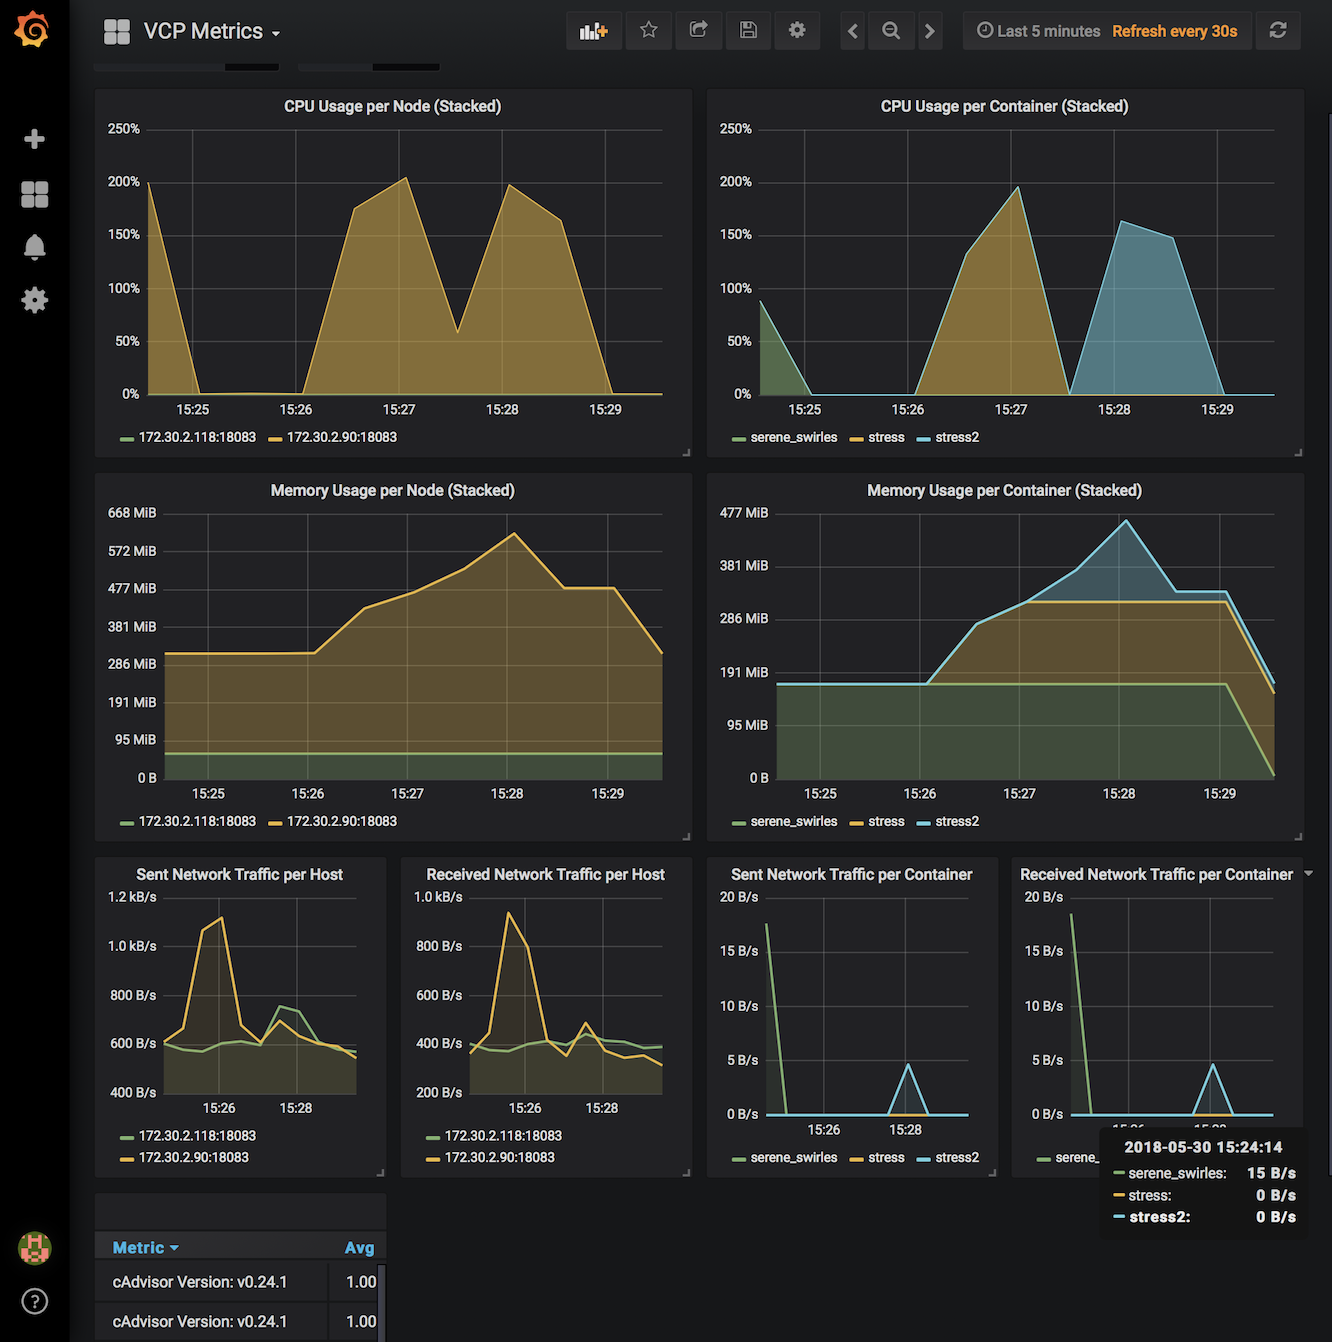 VCP Metrics
Last 5 minutes Refresh every 30s
CPU Usage per Node (Stacked)
250%
200%
150%
100%
50%
0%
15:25 15:26 15:27 15:28 15:29
172.30.2.118:18083 172.30.2.90:18083
CPU Usage per Container (Stacked)
250%
200%
150%
100%
50%
0%
15:25 15:26 15:27 15:28 15:29
serene_swirles stress stress2
Memory Usage per Node (Stacked)
668 MiB
572 MiB
477 MiB
381 MiB
286 MiB
191 MiB
95 MiB
0 B
15:25 15:26 15:27 15:28 15:29
172.30.2.118:18083 172.30.2.90:18083
Memory Usage per Container (Stacked)
477 MiB
381 MiB
286 MiB
191 MiB
95 MiB
0 B
15:25 15:26 15:27 15:28 15:29
serene_swirles stress stress2
Sent Network Traffic per Host
1.2 kB/s
1.0 kB/s
800 B/s
600 B/s
400 B/s
15:26 15:28
172.30.2.118:18083
172.30.2.90:18083
Received Network Traffic per Host
1.0 kB/s
800 B/s
600 B/s
400 B/s
200 B/s
15:26 15:28
172.30.2.118:18083
172.30.2.90:18083
Sent Network Traffic per Container
20 B/s
15 B/s
10 B/s
5 B/s
0 B/s
15:26 15:28
serene_swirles stress stress2
Received Network Traffic per Container
20 B/s
15 B/s
10 B/s
5 B/s
0 B/s
serene_
2018-05-30 15:24:14
serene_swirles: 15 B/s
stress: 0 B/s
stress2: 0 B/s
Metric Avg
cAdvisor Version: v0.24.1 1.00
cAdvisor Version: v0.24.1 1.00
?